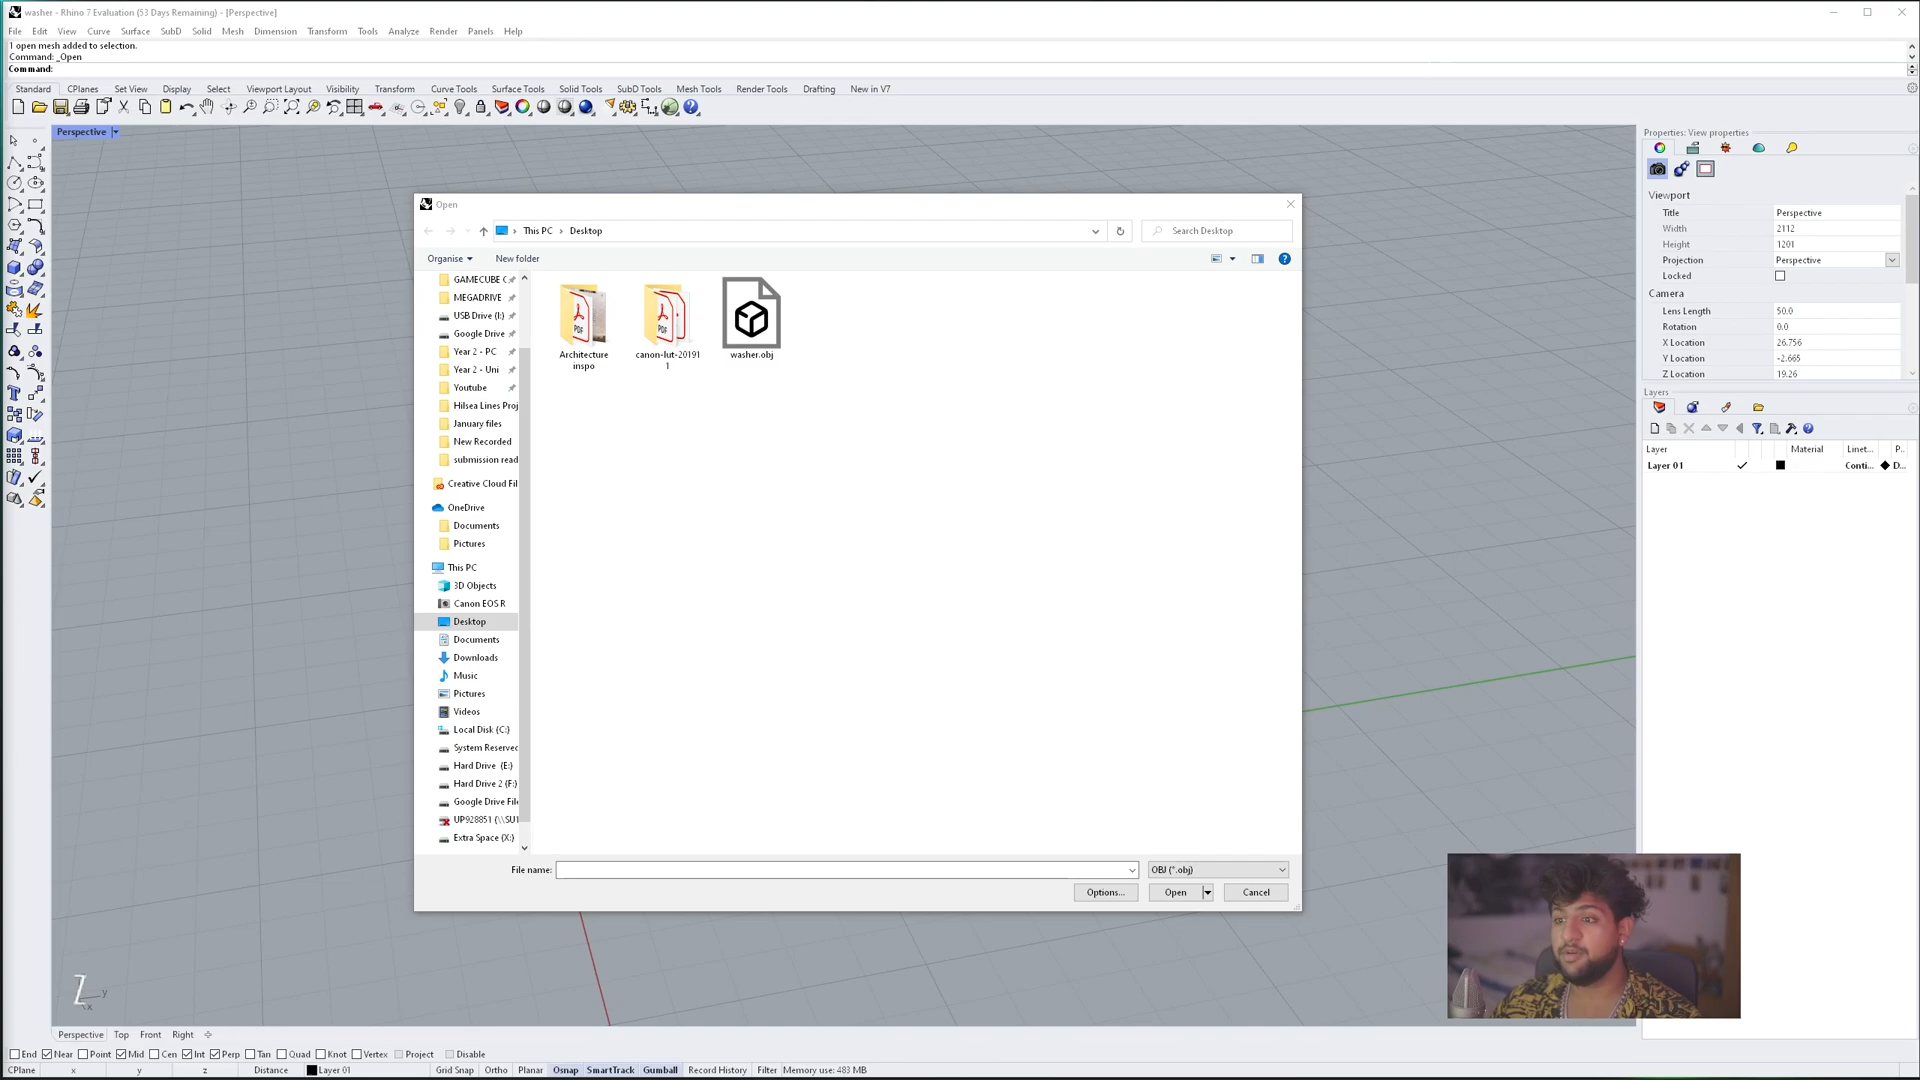 washer - Rhino 7 Evaluation (53 Days Remaining) - [Perspective]
File Edit View Curve Surface SubD Solid Mesh Dimension Transform Tools Analyze Render Panels Help
1 open mesh added to selection.
Command: _Open
Command:
Standard CPlanes Set View Display Select Viewport Layout Visibility Transform Curve Tools Surface Tools Solid Tools SubD Tools Mesh Tools Render Tools Drafting New in V7
Perspective
Open
This PC > Desktop
Search Desktop
Organise
New folder
GAMECUBE
MEGADRIVE
USB Drive (I:)
Google Drive
Year 2 - PC
Year 2 - Uni
Youtube
Hilsea Lines Proj
January files
New Recorded
submission read
Creative Cloud Fil
OneDrive
Documents
Pictures
This PC
3D Objects
Canon EOS R
Desktop
Documents
Downloads
Music
Pictures
Videos
Local Disk (C:)
System Reserved
Hard Drive (E:)
Hard Drive 2 (F:)
Google Drive File
UP928851 (\\SU1
Extra Space (X:)
PDF
PDF
Architecture
inspo
canon-lut-20191
1
washer.obj
File name:
OBJ (*.obj)
Options...
Open
Cancel
Properties: View properties
Viewport
Title Perspective
Width 2112
Height 1201
Projection Perspective
Locked
Camera
Lens Length 50.0
Rotation 0.0
X Location 26.756
Y Location -2.665
Z Location 19.26
Layers
Layer Material Linet... P..
Layer 01 Conti... D...
z y
x
Perspective Top Front Right
End Near Point Mid Cen Int Perp Tan Quad Knot Vertex Project Disable
CPlane x y z Distance Layer 01 Grid Snap Ortho Planar Osnap SmartTrack Gumball Record History Filter Memory use: 483 MB